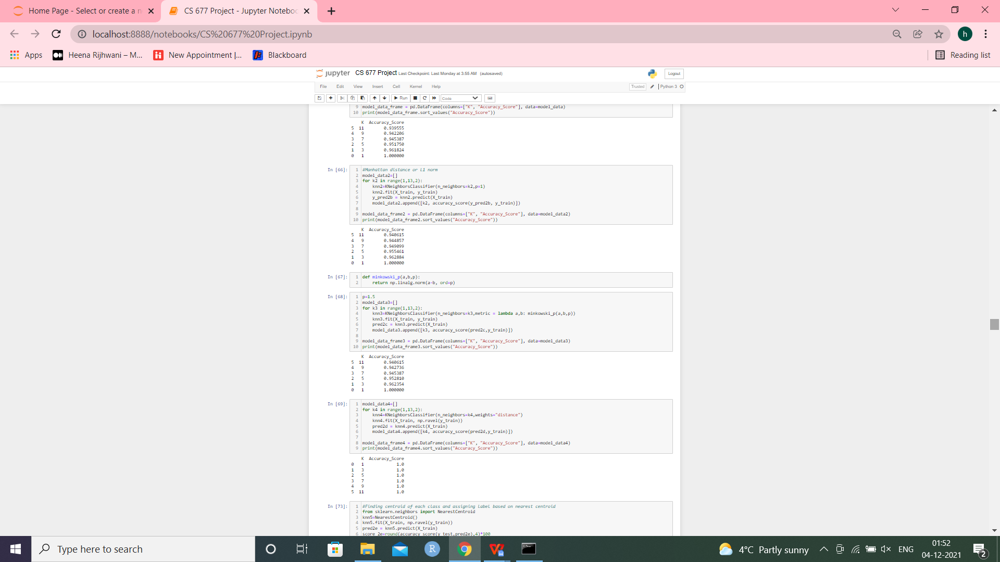 Home Page - Select or create a n
CS 677 Project - Jupyter Noteboo
localhost:8888/notebooks/CS%20677%20Project.ipynb
h
Apps
Heena Rijhwani – M...
New Appointment |...
Blackboard
Reading list
jupyter CS 677 Project Last Checkpoint: Last Monday at 3:55 AM (autosaved)
Logout
File Edit View Insert Cell Kernel Help
Trusted
Python 3
Run
Code
9 model_data_frame = pd.DataFrame(columns=["K", "Accuracy_Score"], data=model_data)
10 print(model_data_frame.sort_values("Accuracy_Score"))
K Accuracy_Score
5 11 0.939555
4 9 0.942206
3 7 0.945387
2 5 0.951750
1 3 0.961824
0 1 1.000000
In [66]:
1 #Manhattan distance or L1 norm
2 model_data2=[]
3 for k2 in range(1,13,2):
4 knn2=KNeighborsClassifier(n_neighbors=k2,p=1)
5 knn2.fit(X_train, y_train)
6 y_pred2b = knn2.predict(X_train)
7 model_data2.append([k2, accuracy_score(y_pred2b, y_train)])
8
9 model_data_frame2 = pd.DataFrame(columns=["K", "Accuracy_Score"], data=model_data2)
10 print(model_data_frame2.sort_values("Accuracy_Score"))
K Accuracy_Score
5 11 0.940615
4 9 0.944857
3 7 0.949099
2 5 0.955461
1 3 0.962884
0 1 1.000000
In [67]:
1 def minkowski_p(a,b,p):
2 return np.linalg.norm(a-b, ord=p)
In [68]:
1 p=1.5
2 model_data3=[]
3 for k3 in range(1,13,2):
4 knn3=KNeighborsClassifier(n_neighbors=k3,metric = lambda a,b: minkowski_p(a,b,p))
5 knn3.fit(X_train, y_train)
6 pred2c = knn3.predict(X_train)
7 model_data3.append([k3, accuracy_score(pred2c,y_train)])
8
9 model_data_frame3 = pd.DataFrame(columns=["K", "Accuracy_Score"], data=model_data3)
10 print(model_data_frame3.sort_values("Accuracy_Score"))
K Accuracy_Score
5 11 0.940615
4 9 0.942736
3 7 0.945387
2 5 0.952810
1 3 0.962354
0 1 1.000000
In [69]:
1 model_data4=[]
2 for k4 in range(1,13,2):
3 knn4=KNeighborsClassifier(n_neighbors=k4,weights="distance")
4 knn4.fit(X_train, np.ravel(y_train))
5 pred2d = knn4.predict(X_train)
6 model_data4.append([k4, accuracy_score(pred2d,y_train)])
7
8 model_data_frame4 = pd.DataFrame(columns=["K", "Accuracy_Score"], data=model_data4)
9 print(model_data_frame4.sort_values("Accuracy_Score"))
K Accuracy_Score
0 1 1.0
1 3 1.0
2 5 1.0
3 7 1.0
4 9 1.0
5 11 1.0
In [73]:
1 #Finding centroid of each class and assigning label based on nearest centroid
2 from sklearn.neighbors import NearestCentroid
3 knn5=NearestCentroid()
4 knn5.fit(X_train, np.ravel(y_train))
5 pred2e = knn5.predict(X_train)
6 score_2e=round(accuracy_score(y_test,pred2e),4)*100
Type here to search
R
4°C Partly sunny
ENG
01:52
04-12-2021
2